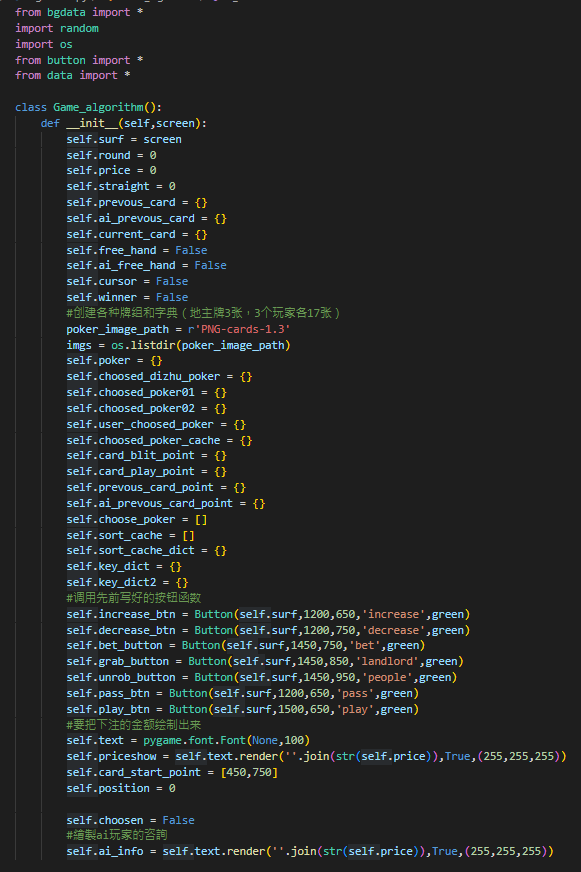 from bgdata import *
import random
import os
from button import *
from data import *
class Game_algorithm():
def __init__(self,screen):
self.surf = screen
self.round = 0
self.price = 0
self.straight = 0
self.prevous_card = {}
self.ai_prevous_card = {}
self.current_card = {}
self.free_hand = False
self.ai_free_hand = False
self.cursor = False
self.winner = False
#创建各种牌组和字典（地主牌3张，3个玩家各17张）
poker_image_path = r'PNG-cards-1.3'
imgs = os.listdir(poker_image_path)
self.poker = {}
self.choosed_dizhu_poker = {}
self.choosed_poker01 = {}
self.choosed_poker02 = {}
self.user_choosed_poker = {}
self.choosed_poker_cache = {}
self.card_blit_point = {}
self.card_play_point = {}
self.prevous_card_point = {}
self.ai_prevous_card_point = {}
self.choose_poker = []
self.sort_cache = []
self.sort_cache_dict = {}
self.key_dict = {}
self.key_dict2 = {}
#调用先前写好的按钮函数
self.increase_btn = Button(self.surf,1200,650,'increase',green)
self.decrease_btn = Button(self.surf,1200,750,'decrease',green)
self.bet_button = Button(self.surf,1450,750,'bet',green)
self.grab_button = Button(self.surf,1450,850,'landlord',green)
self.unrob_button = Button(self.surf,1450,950,'people',green)
self.pass_btn = Button(self.surf,1200,650,'pass',green)
self.play_btn = Button(self.surf,1500,650,'play',green)
#要把下注的金额绘制出来
self.text = pygame.font.Font(None,100)
self.priceshow = self.text.render(''.join(str(self.price)),True,(255,255,255))
self.card_start_point = [450,750]
self.position = 0
self.choosen = False
#繪製ai玩家的咨詢
self.ai_info = self.text.render(''.join(str(self.price)),True,(255,255,255))